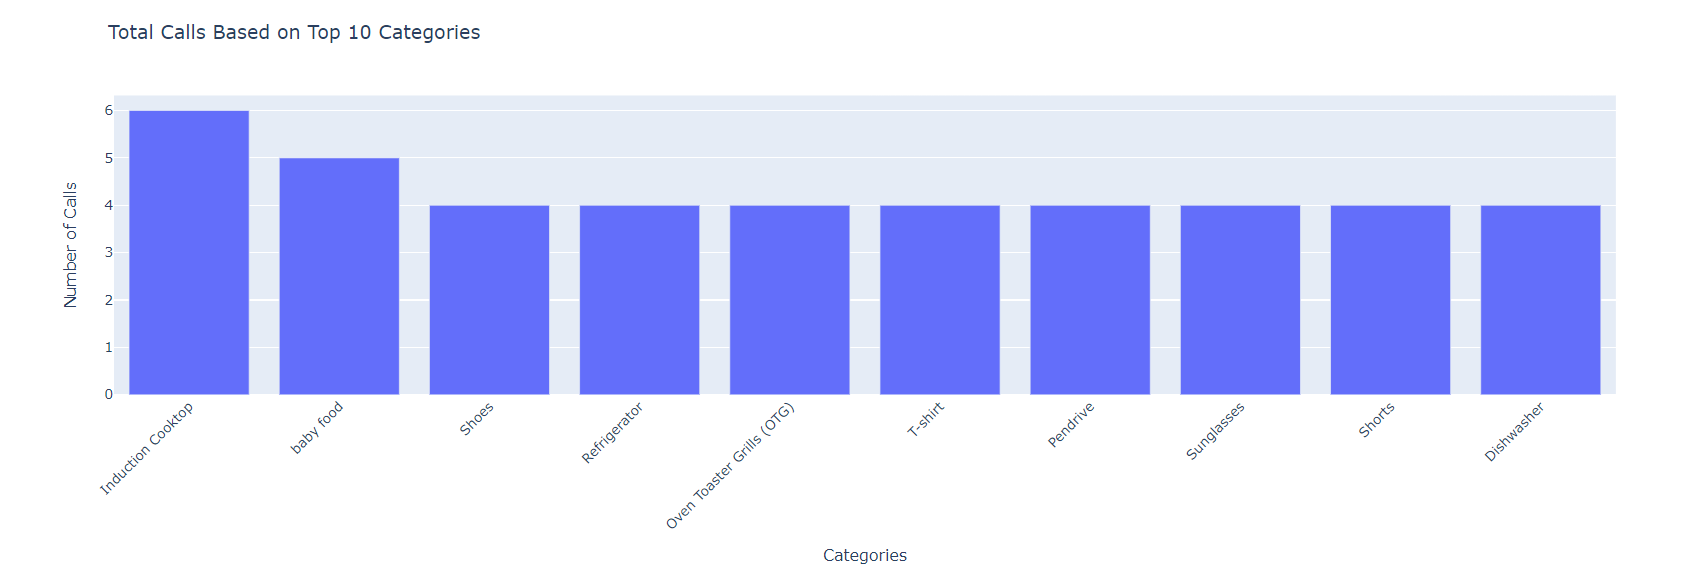 Total Calls Based on Top 10 Categories
Number of Calls
6
5
4
3
2
1
0
Induction Cooktop
baby food
Shoes
Refrigerator
Oven Toaster Grills (OTG)
T-shirt
Pendrive
Sunglasses
Shorts
Dishwasher
Categories